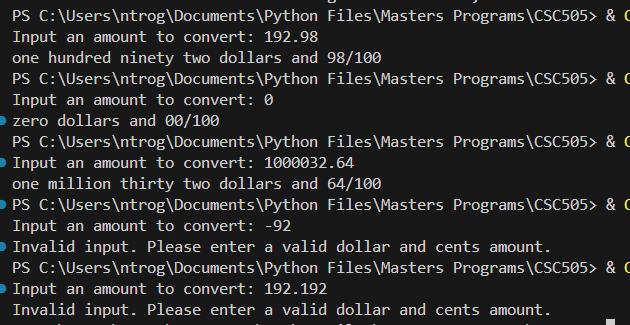 PS C:\Users\ntrog\Documents\Python Files\Masters Programs\CSC505> & C
Input an amount to convert: 192.98
one hundred ninety two dollars and 98/100
PS C:\Users\ntrog\Documents\Python Files\Masters Programs\CSC505> & C
Input an amount to convert: 0
zero dollars and 00/100
PS C:\Users\ntrog\Documents\Python Files\Masters Programs\CSC505> & C
Input an amount to convert: 1000032.64
one million thirty two dollars and 64/100
PS C:\Users\ntrog\Documents\Python Files\Masters Programs\CSC505> & C
Input an amount to convert: -92
Invalid input. Please enter a valid dollar and cents amount.
PS C:\Users\ntrog\Documents\Python Files\Masters Programs\CSC505> & C
Input an amount to convert: 192.192
Invalid input. Please enter a valid dollar and cents amount.